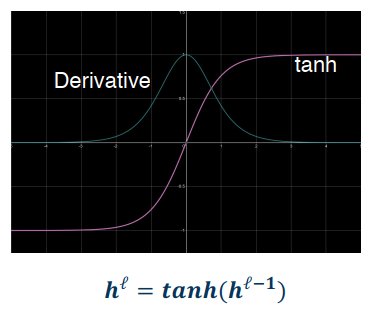 tanh
Derivative
h^ℓ = tanh(h^{ℓ-1})